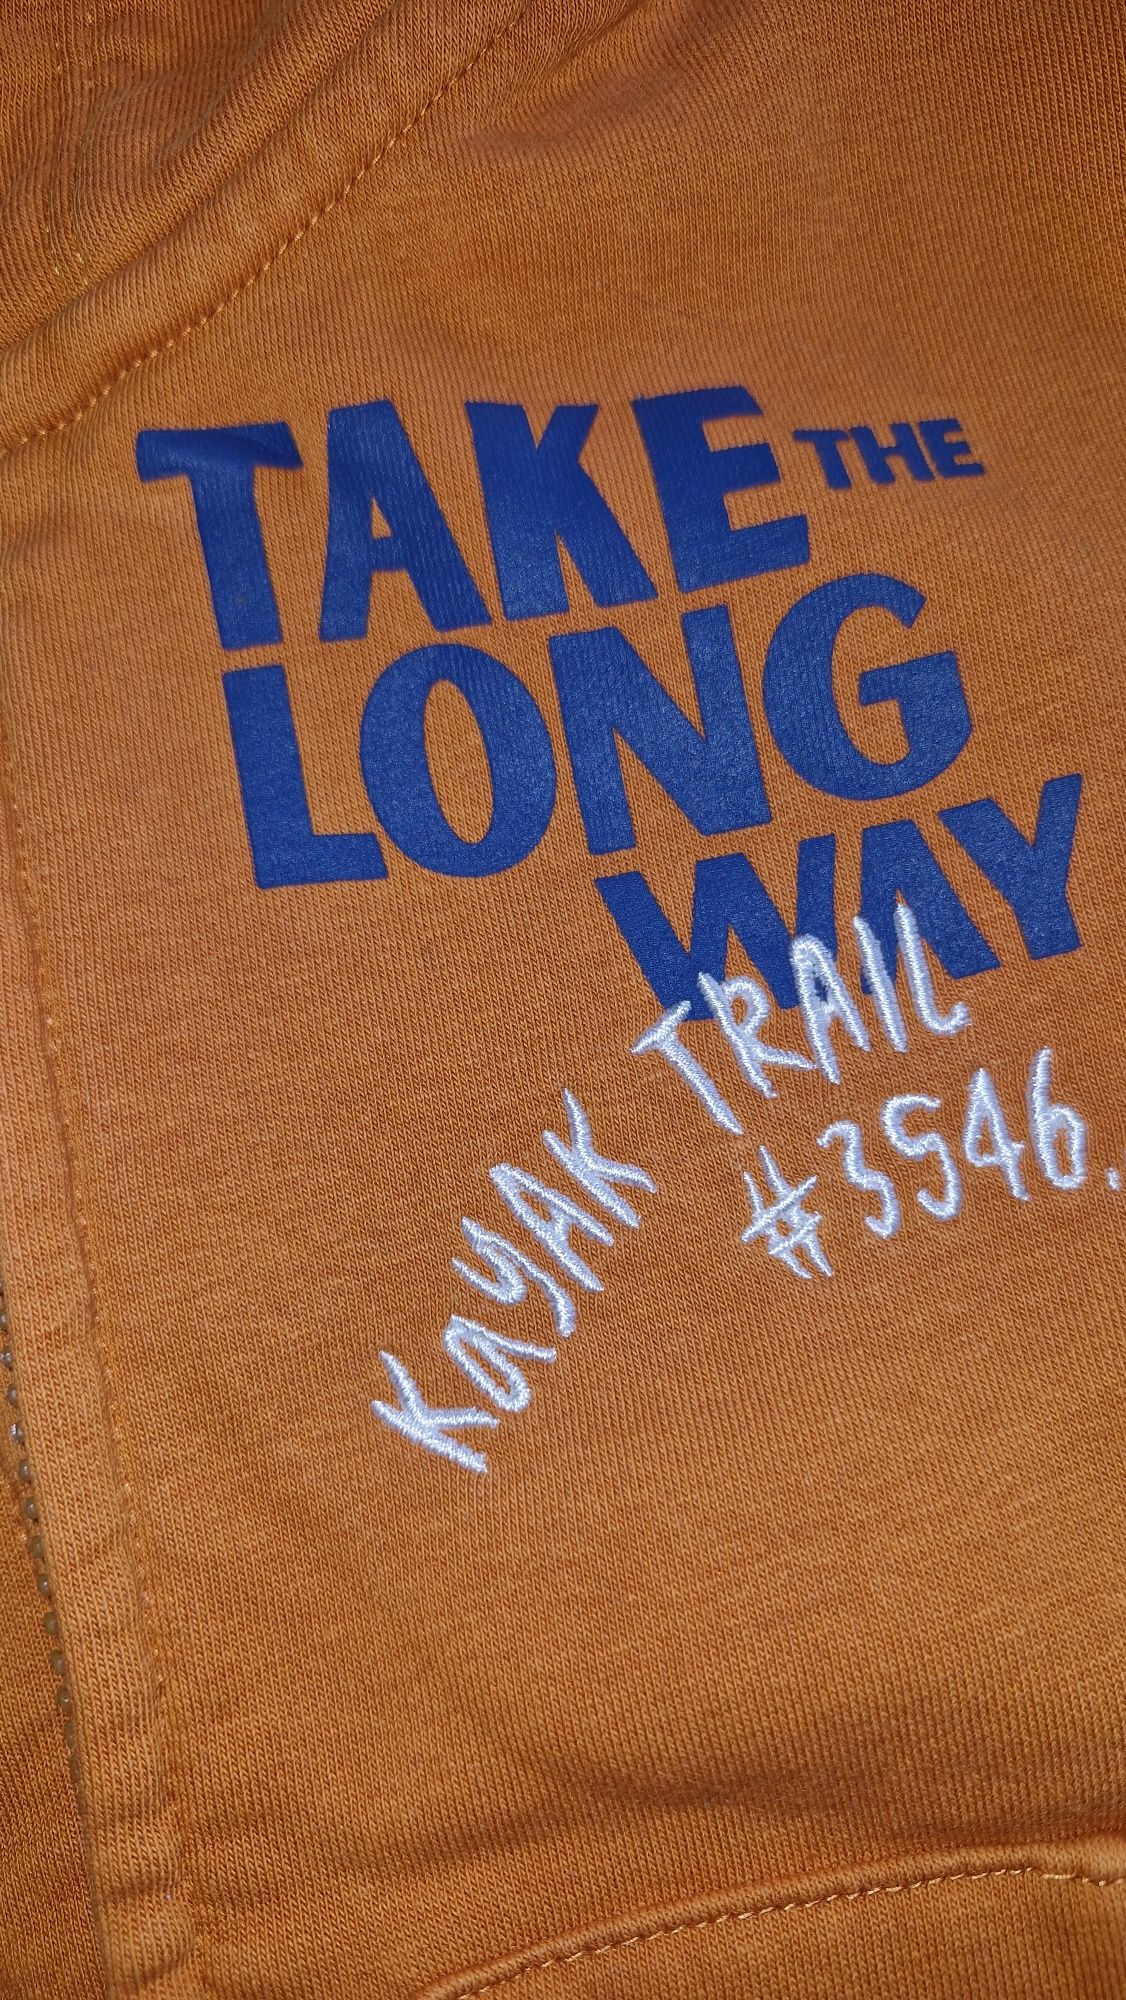 TAKE THE
LONG
WAY
KaYAK TRAIL
#3546.